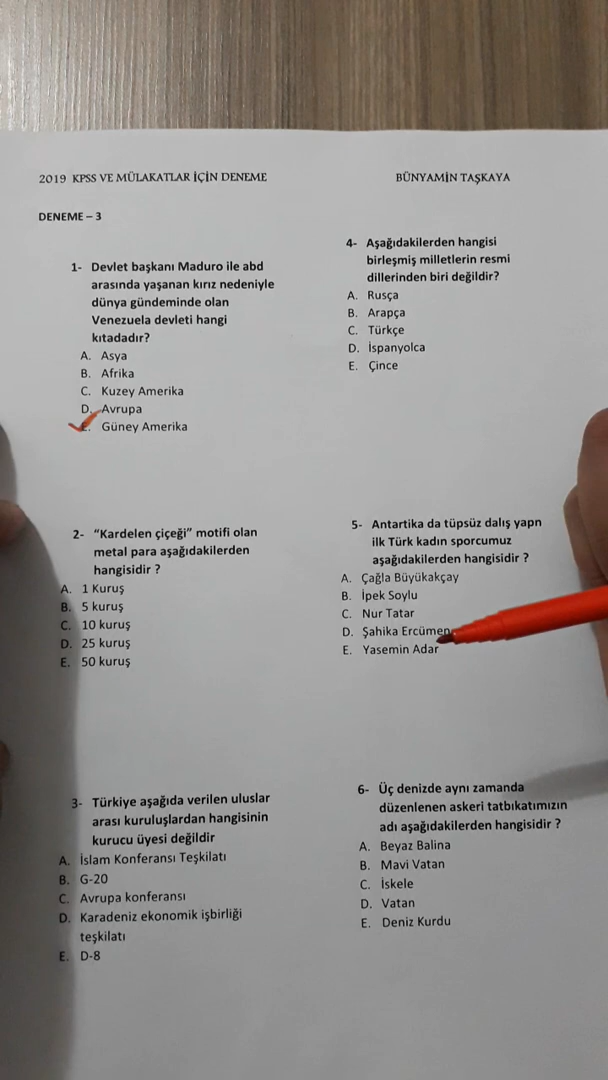 2019 KPSS VE MÜLAKATLAR İÇİN DENEME
BÜNYAMİN TAŞKAYA
DENEME – 3
1- Devlet başkanı Maduro ile abd
arasında yaşanan kırız nedeniyle
dünya gündeminde olan
Venezuela devleti hangi
kıtadadır?
A. Asya
B. Afrika
C. Kuzey Amerika
D. Avrupa
E. Güney Amerika
2- "Kardelen çiçeği" motifi olan
metal para aşağıdakilerden
hangisidir ?
A. 1 Kuruş
B. 5 kuruş
C. 10 kuruş
D. 25 kuruş
E. 50 kuruş
3- Türkiye aşağıda verilen uluslar
arası kuruluşlardan hangisinin
kurucu üyesi değildir
A. İslam Konferansı Teşkilatı
B. G-20
C. Avrupa konferansı
D. Karadeniz ekonomik işbirliği
teşkilatı
E. D-8
4- Aşağıdakilerden hangisi
birleşmiş milletlerin resmi
dillerinden biri değildir?
A. Rusça
B. Arapça
C. Türkçe
D. İspanyolca
E. Çince
5- Antartika da tüpsüz dalış yapn
ilk Türk kadın sporcumuz
aşağıdakilerden hangisidir ?
A. Çağla Büyükakçay
B. İpek Soylu
C. Nur Tatar
D. Şahika Ercümen
E. Yasemin Adar
6- Üç denizde aynı zamanda
düzenlenen askeri tatbıkatımızın
adı aşağıdakilerden hangisidir ?
A. Beyaz Balina
B. Mavi Vatan
C. İskele
D. Vatan
E. Deniz Kurdu